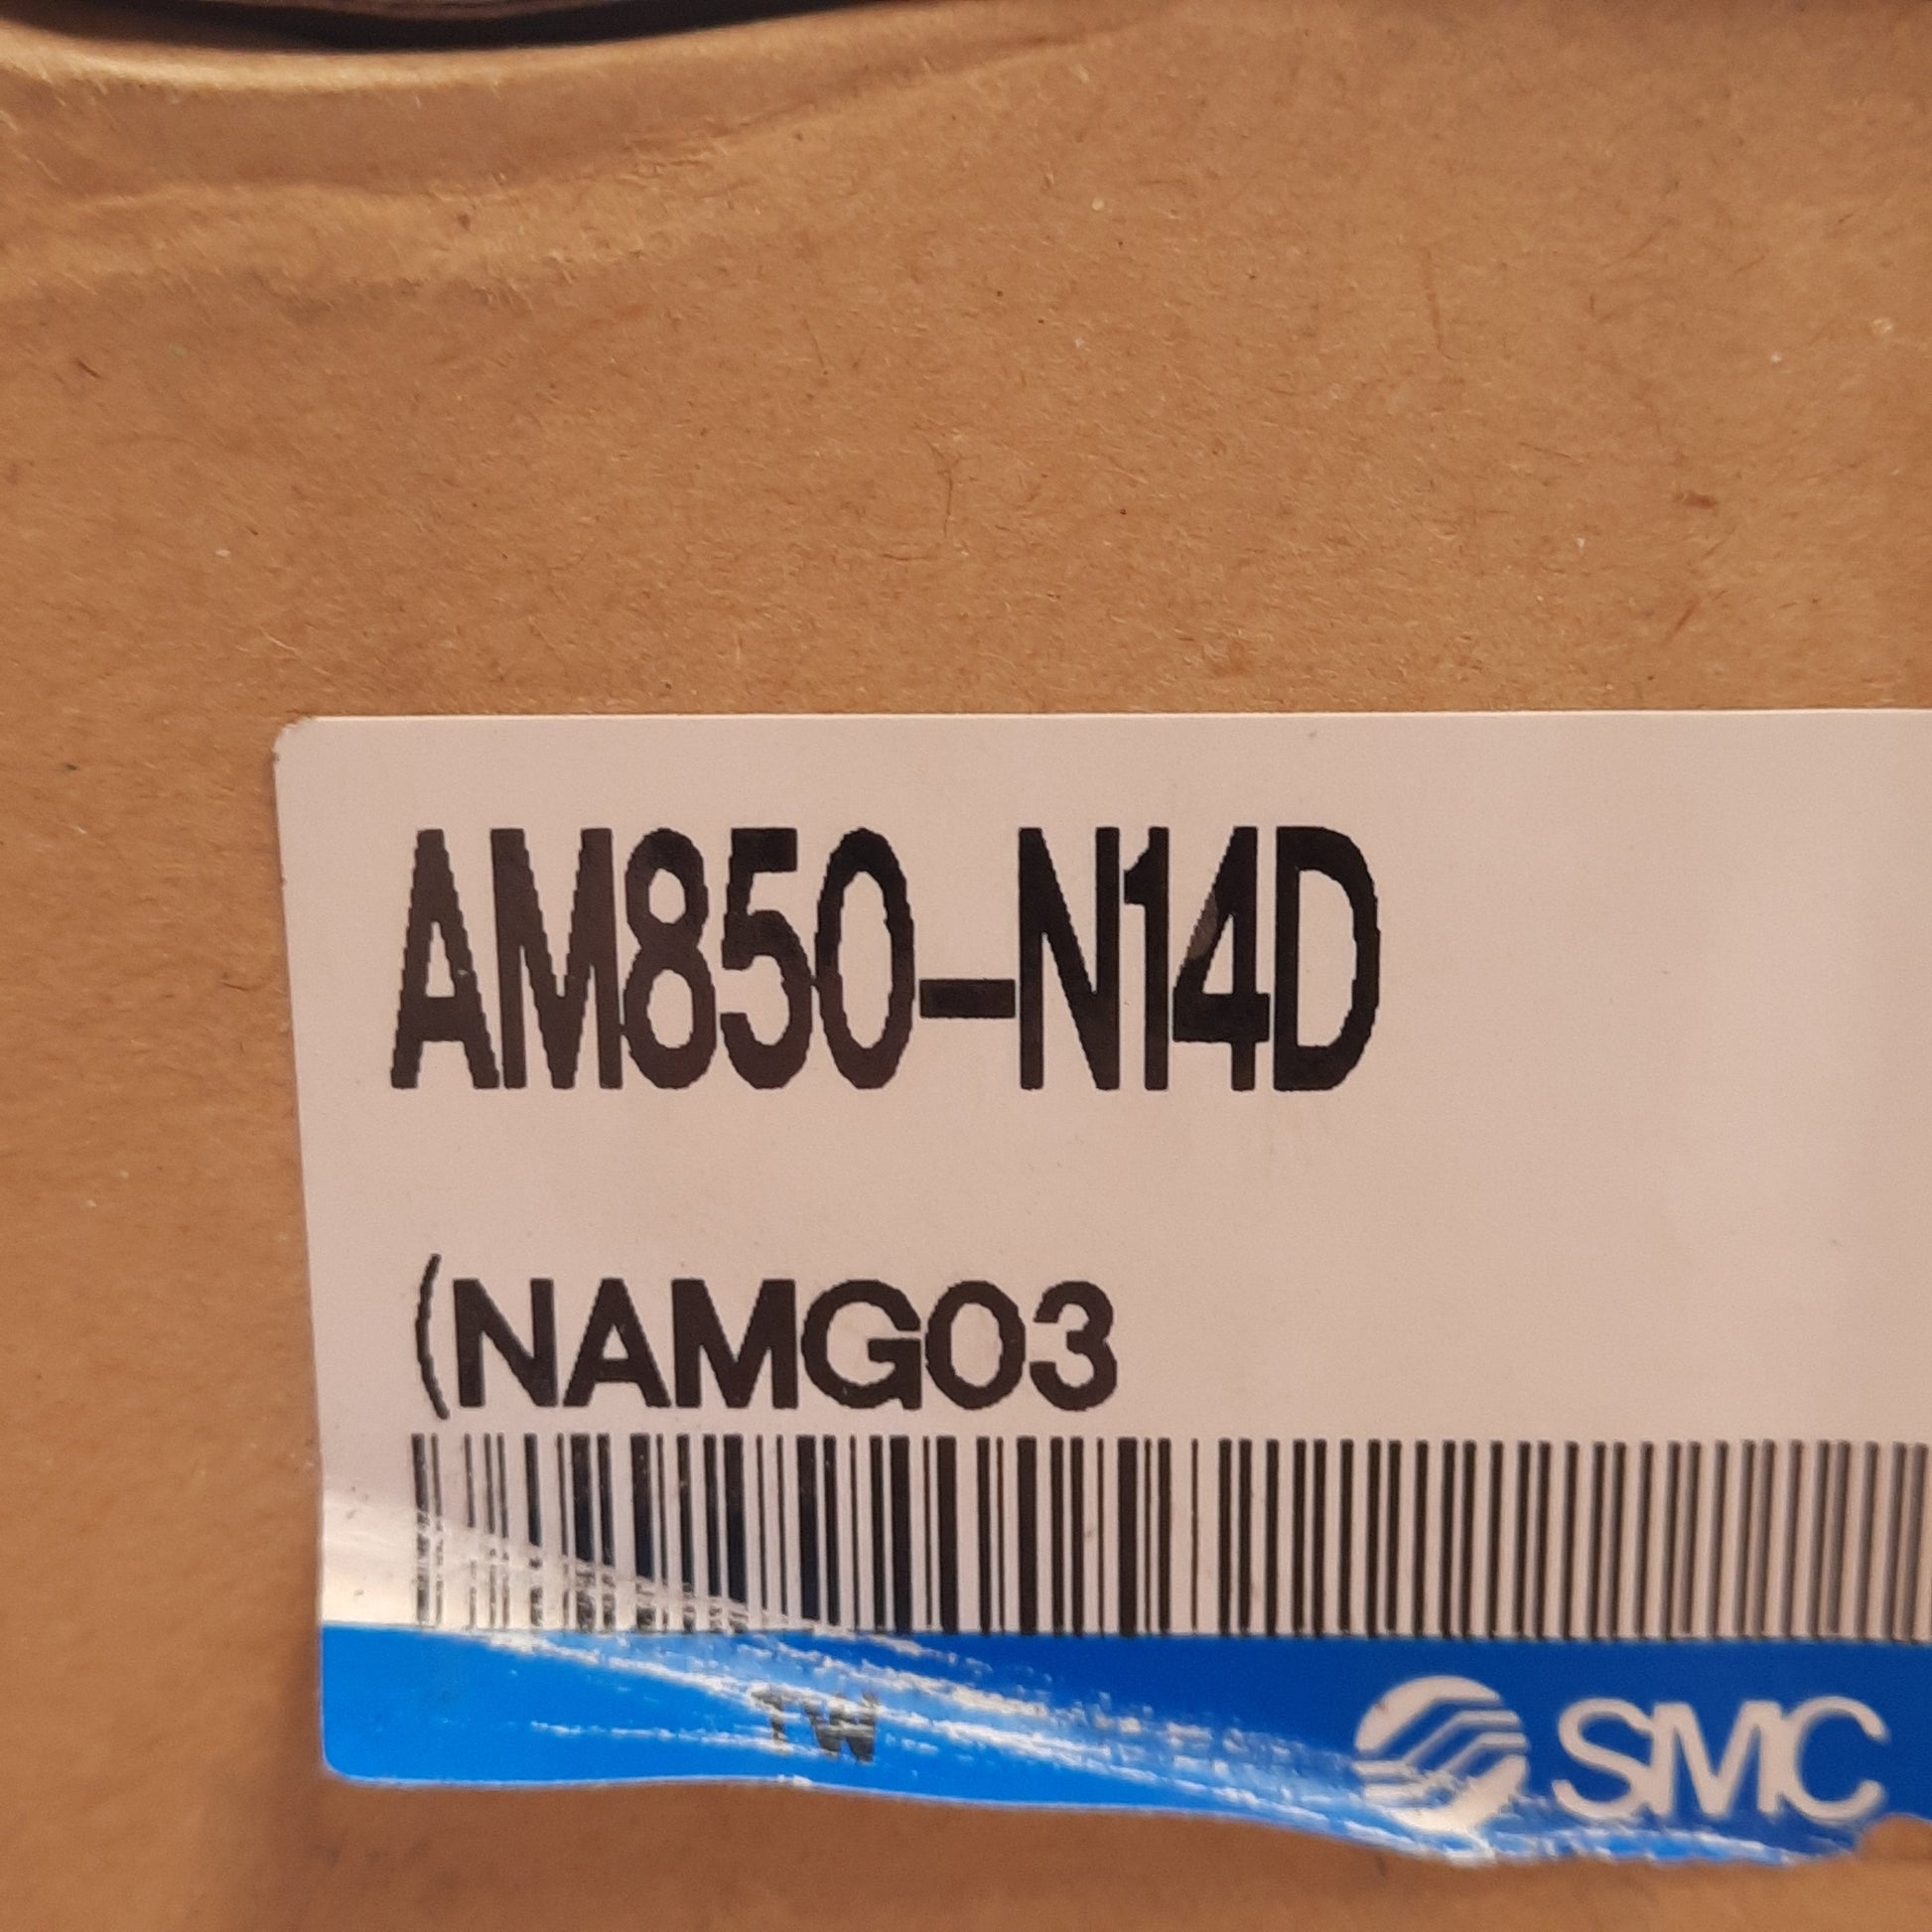 AM850-N14D
(NAMG03
TW
SMC